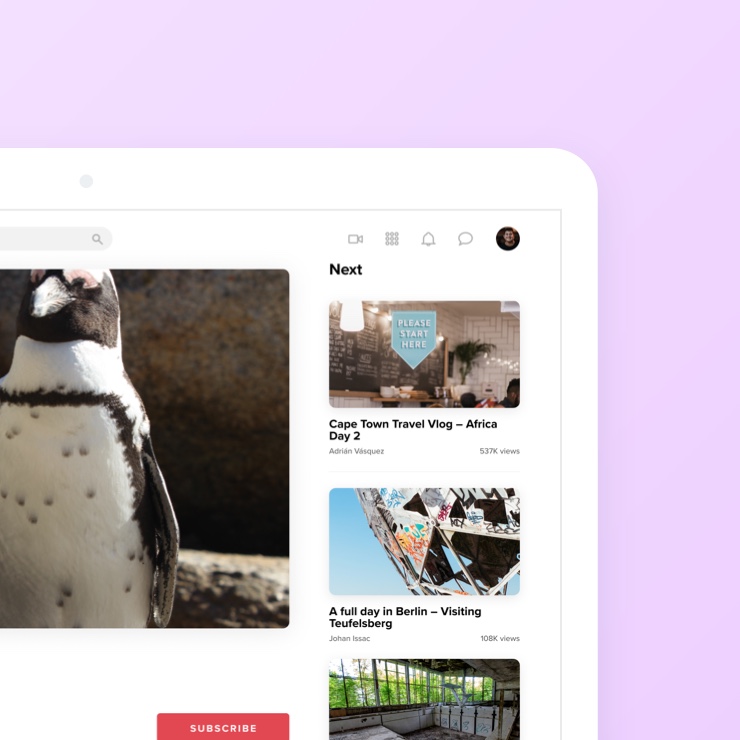 Next
PLEASE
START
HERE
Cape Town Travel Vlog – Africa
Day 2
Adrián Vásquez 537K views
A full day in Berlin – Visiting
Teufelsberg
Johan Issac 108K views
SUBSCRIBE